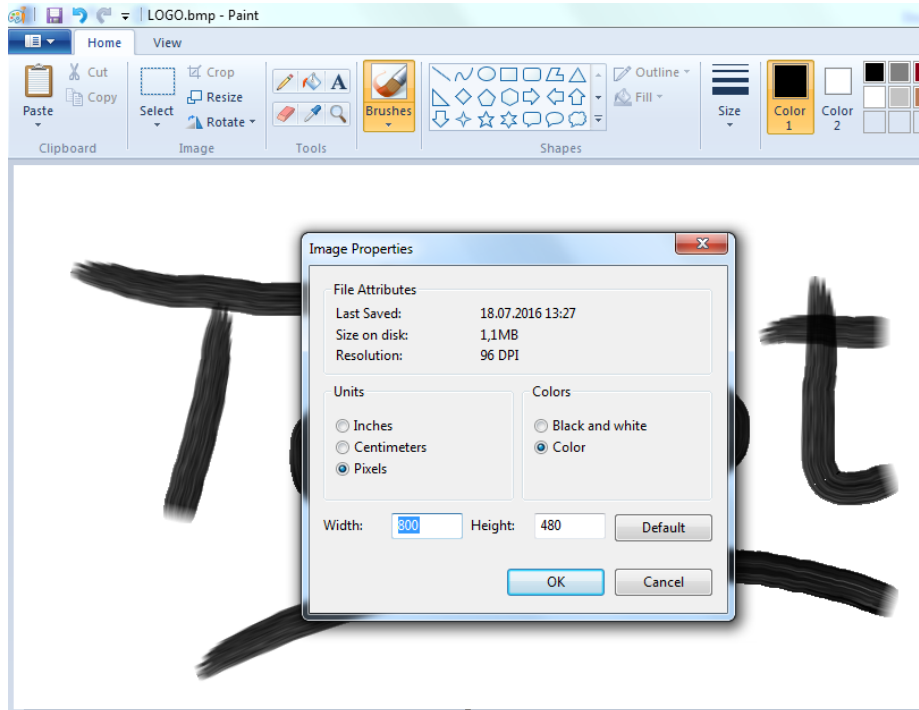 LOGO.bmp - Paint
Home View
Paste
Cut
Copy
Clipboard
Select
Crop
Resize
Rotate
Image
A
Tools
Brushes
Shapes
Outline
Fill
Size
Color 1
Color 2
Image Properties
File Attributes
Last Saved: 18.07.2016 13:27
Size on disk: 1,1MB
Resolution: 96 DPI
Units
Inches
Centimeters
Pixels
Colors
Black and white
Color
Width: 800 Height: 480 Default
OK Cancel